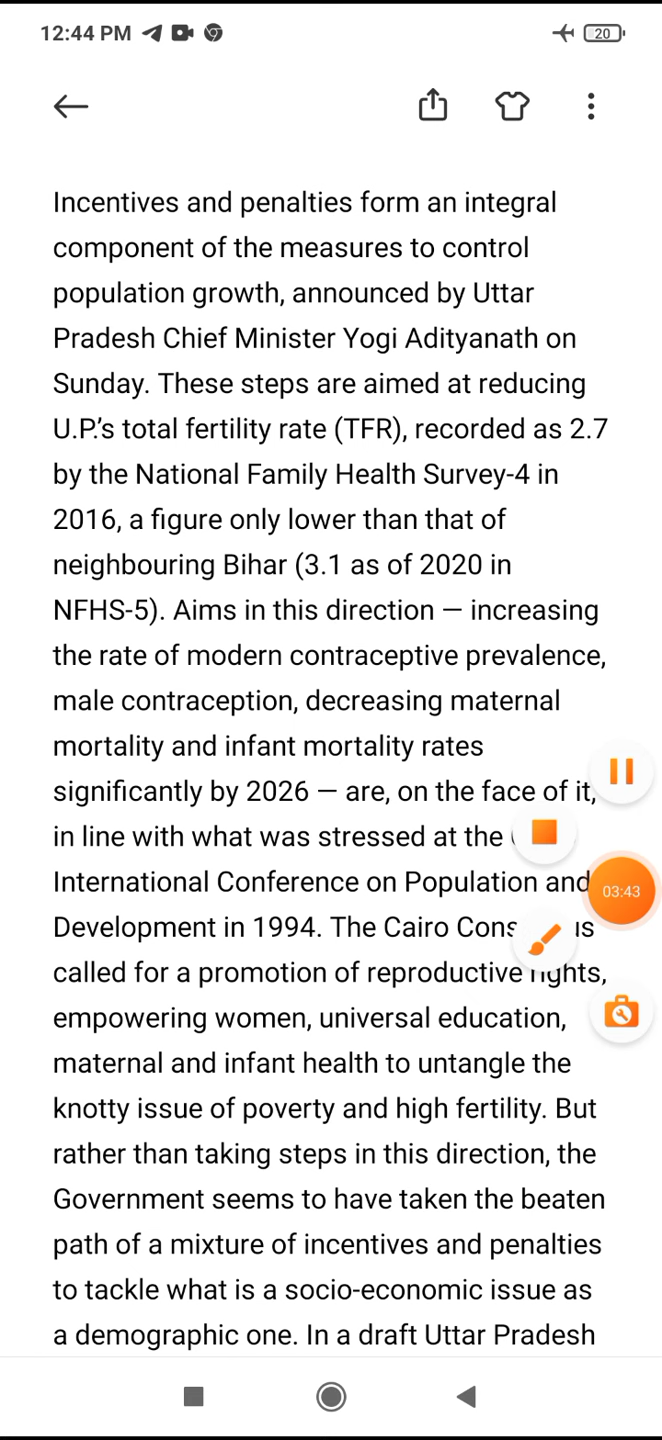 12:44 PM
20
Incentives and penalties form an integral
component of the measures to control
population growth, announced by Uttar
Pradesh Chief Minister Yogi Adityanath on
Sunday. These steps are aimed at reducing
U.P.'s total fertility rate (TFR), recorded as 2.7
by the National Family Health Survey-4 in
2016, a figure only lower than that of
neighbouring Bihar (3.1 as of 2020 in
NFHS-5). Aims in this direction — increasing
the rate of modern contraceptive prevalence,
male contraception, decreasing maternal
mortality and infant mortality rates
significantly by 2026 — are, on the face of it,
in line with what was stressed at the
International Conference on Population and
03:43
Development in 1994. The Cairo
called for a promotion of reproductive rights,
empowering women, universal education,
maternal and infant health to untangle the
knotty issue of poverty and high fertility. But
rather than taking steps in this direction, the
Government seems to have taken the beaten
path of a mixture of incentives and penalties
to tackle what is a socio-economic issue as
a demographic one. In a draft Uttar Pradesh